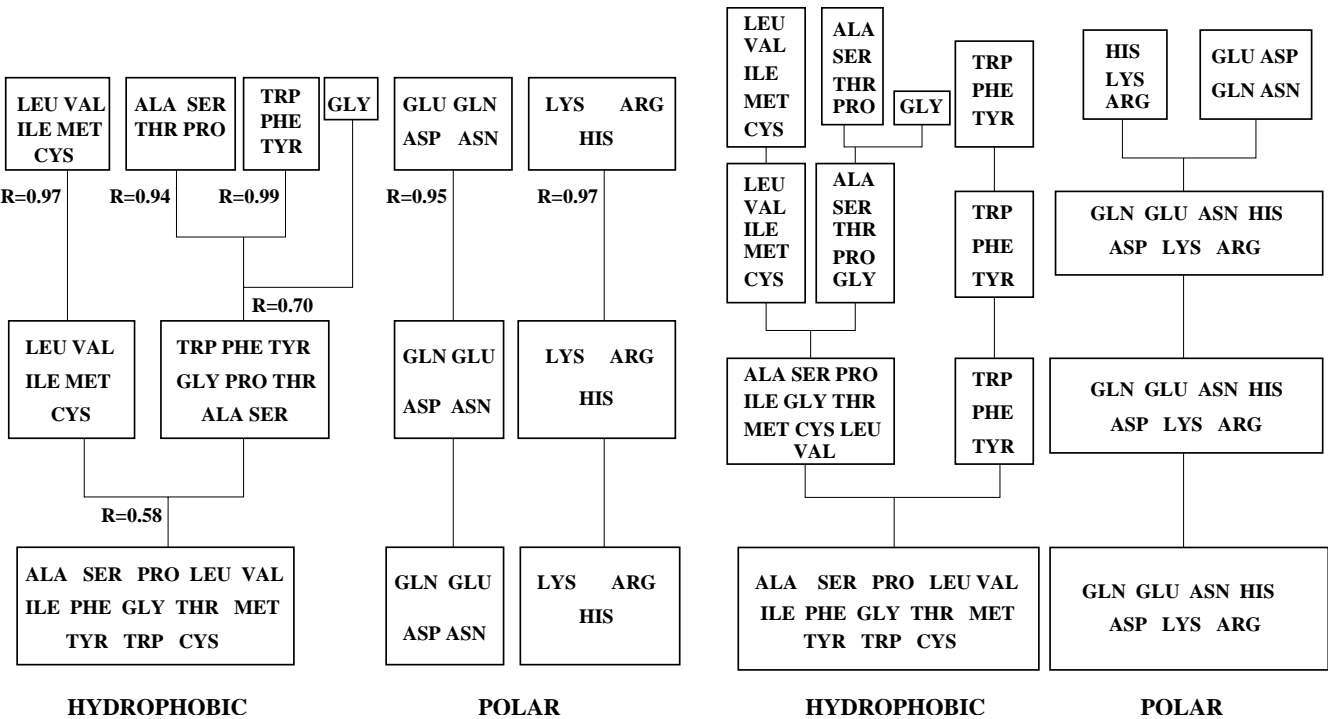 LEU VAL
ILE MET
CYS
ALA SER
THR PRO
TRP
PHE
TYR
GLY
GLU GLN
ASP ASN
LYS ARG
HIS
R=0.97
R=0.94
R=0.99
R=0.95
R=0.97
R=0.70
LEU VAL
ILE MET
CYS
TRP PHE TYR
GLY PRO THR
ALA SER
GLN GLU
ASP ASN
LYS ARG
HIS
R=0.58
ALA SER PRO LEU VAL
ILE PHE GLY THR MET
TYR TRP CYS
GLN GLU
ASP ASN
LYS ARG
HIS
HYDROPHOBIC
POLAR
LEU
VAL
ILE
MET
CYS
ALA
SER
THR
PRO
GLY
TRP
PHE
TYR
HIS
LYS
ARG
GLU ASP
GLN ASN
LEU
VAL
ILE
MET
CYS
ALA
SER
THR
PRO
GLY
TRP
PHE
TYR
GLN GLU ASN HIS
ASP LYS ARG
ALA SER PRO
ILE GLY THR
MET CYS LEU
VAL
TRP
PHE
TYR
GLN GLU ASN HIS
ASP LYS ARG
ALA SER PRO LEU VAL
ILE PHE GLY THR MET
TYR TRP CYS
GLN GLU ASN HIS
ASP LYS ARG
HYDROPHOBIC
POLAR